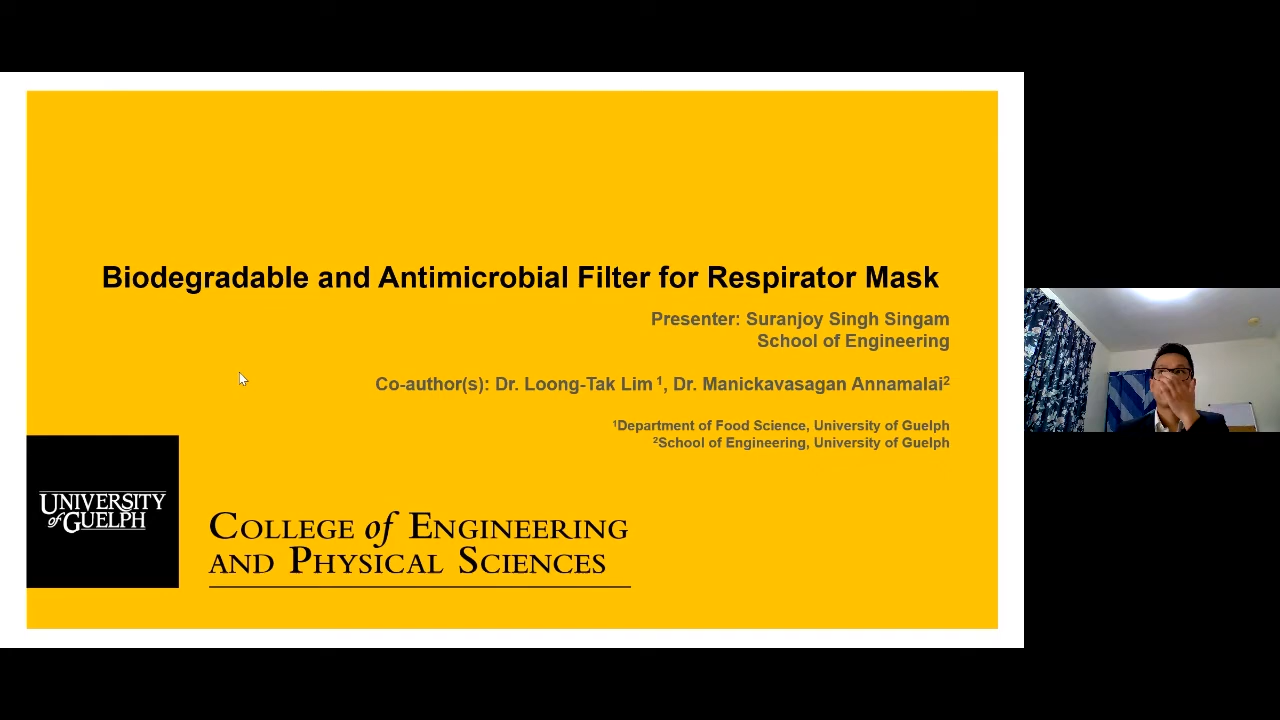 Biodegradable and Antimicrobial Filter for Respirator Mask
Presenter: Suranjoy Singh Singam
School of Engineering
Co-author(s): Dr. Loong-Tak Lim ¹, Dr. Manickavasagan Annamalai²
¹Department of Food Science, University of Guelph
²School of Engineering, University of Guelph
UNIVERSITY
of GUELPH
COLLEGE of ENGINEERING
AND PHYSICAL SCIENCES